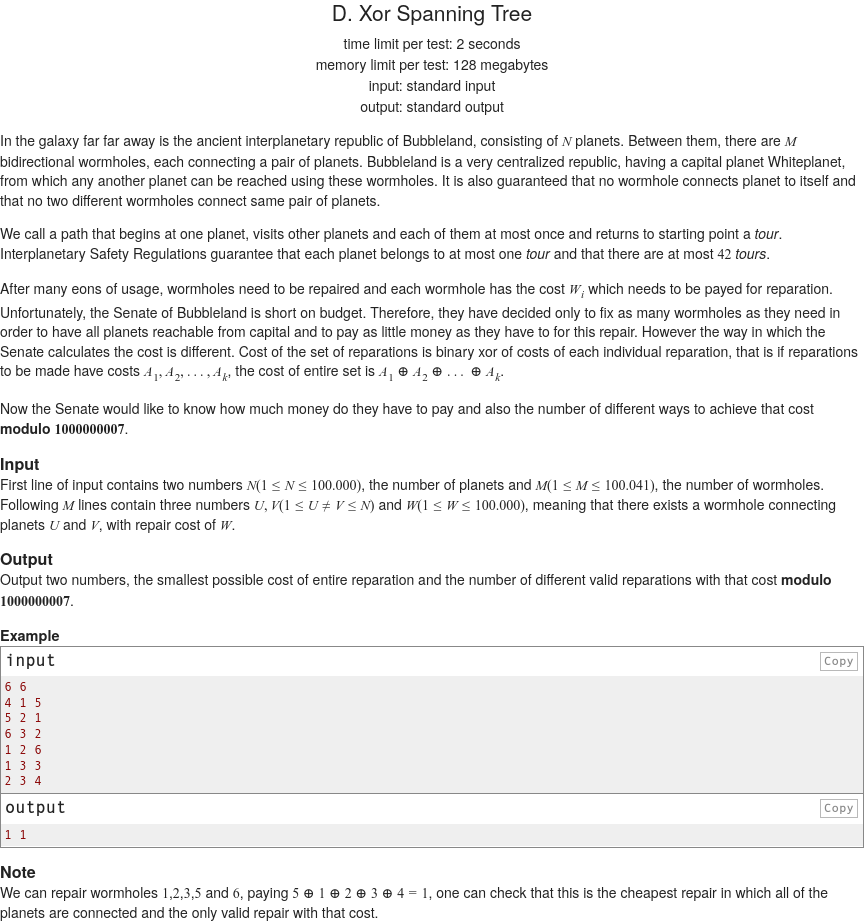 D. Xor Spanning Tree
time limit per test: 2 seconds
memory limit per test: 128 megabytes
input: standard input
output: standard output
In the galaxy far far away is the ancient interplanetary republic of Bubbleland, consisting of N planets. Between them, there are M
bidirectional wormholes, each connecting a pair of planets. Bubbleland is a very centralized republic, having a capital planet Whiteplanet,
from which any another planet can be reached using these wormholes. It is also guaranteed that no wormhole connects planet to itself and
that no two different wormholes connect same pair of planets.
We call a path that begins at one planet, visits other planets and each of them at most once and returns to starting point a tour.
Interplanetary Safety Regulations guarantee that each planet belongs to at most one tour and that there are at most 42 tours.
After many eons of usage, wormholes need to be repaired and each wormhole has the cost W_i which needs to be payed for reparation.
Unfortunately, the Senate of Bubbleland is short on budget. Therefore, they have decided only to fix as many wormholes as they need in
order to have all planets reachable from capital and to pay as little money as they have to for this repair. However the way in which the
Senate calculates the cost is different. Cost of the set of reparations is binary xor of costs of each individual reparation, that is if reparations
to be made have costs A_1, A_2, . . . , A_k, the cost of entire set is A_1 ⊕ A_2 ⊕ . . . ⊕ A_k.
Now the Senate would like to know how much money do they have to pay and also the number of different ways to achieve that cost
modulo 1000000007.
Input
First line of input contains two numbers N(1 ≤ N ≤ 100.000), the number of planets and M(1 ≤ M ≤ 100.041), the number of wormholes.
Following M lines contain three numbers U, V(1 ≤ U ≠ V ≤ N) and W(1 ≤ W ≤ 100.000), meaning that there exists a wormhole connecting
planets U and V, with repair cost of W.
Output
Output two numbers, the smallest possible cost of entire reparation and the number of different valid reparations with that cost modulo
1000000007.
Example
input
Copy
6 6
4 1 5
5 2 1
6 3 2
1 2 6
1 3 3
2 3 4
output
Copy
1 1
Note
We can repair wormholes 1,2,3,5 and 6, paying 5 ⊕ 1 ⊕ 2 ⊕ 3 ⊕ 4 = 1, one can check that this is the cheapest repair in which all of the
planets are connected and the only valid repair with that cost.